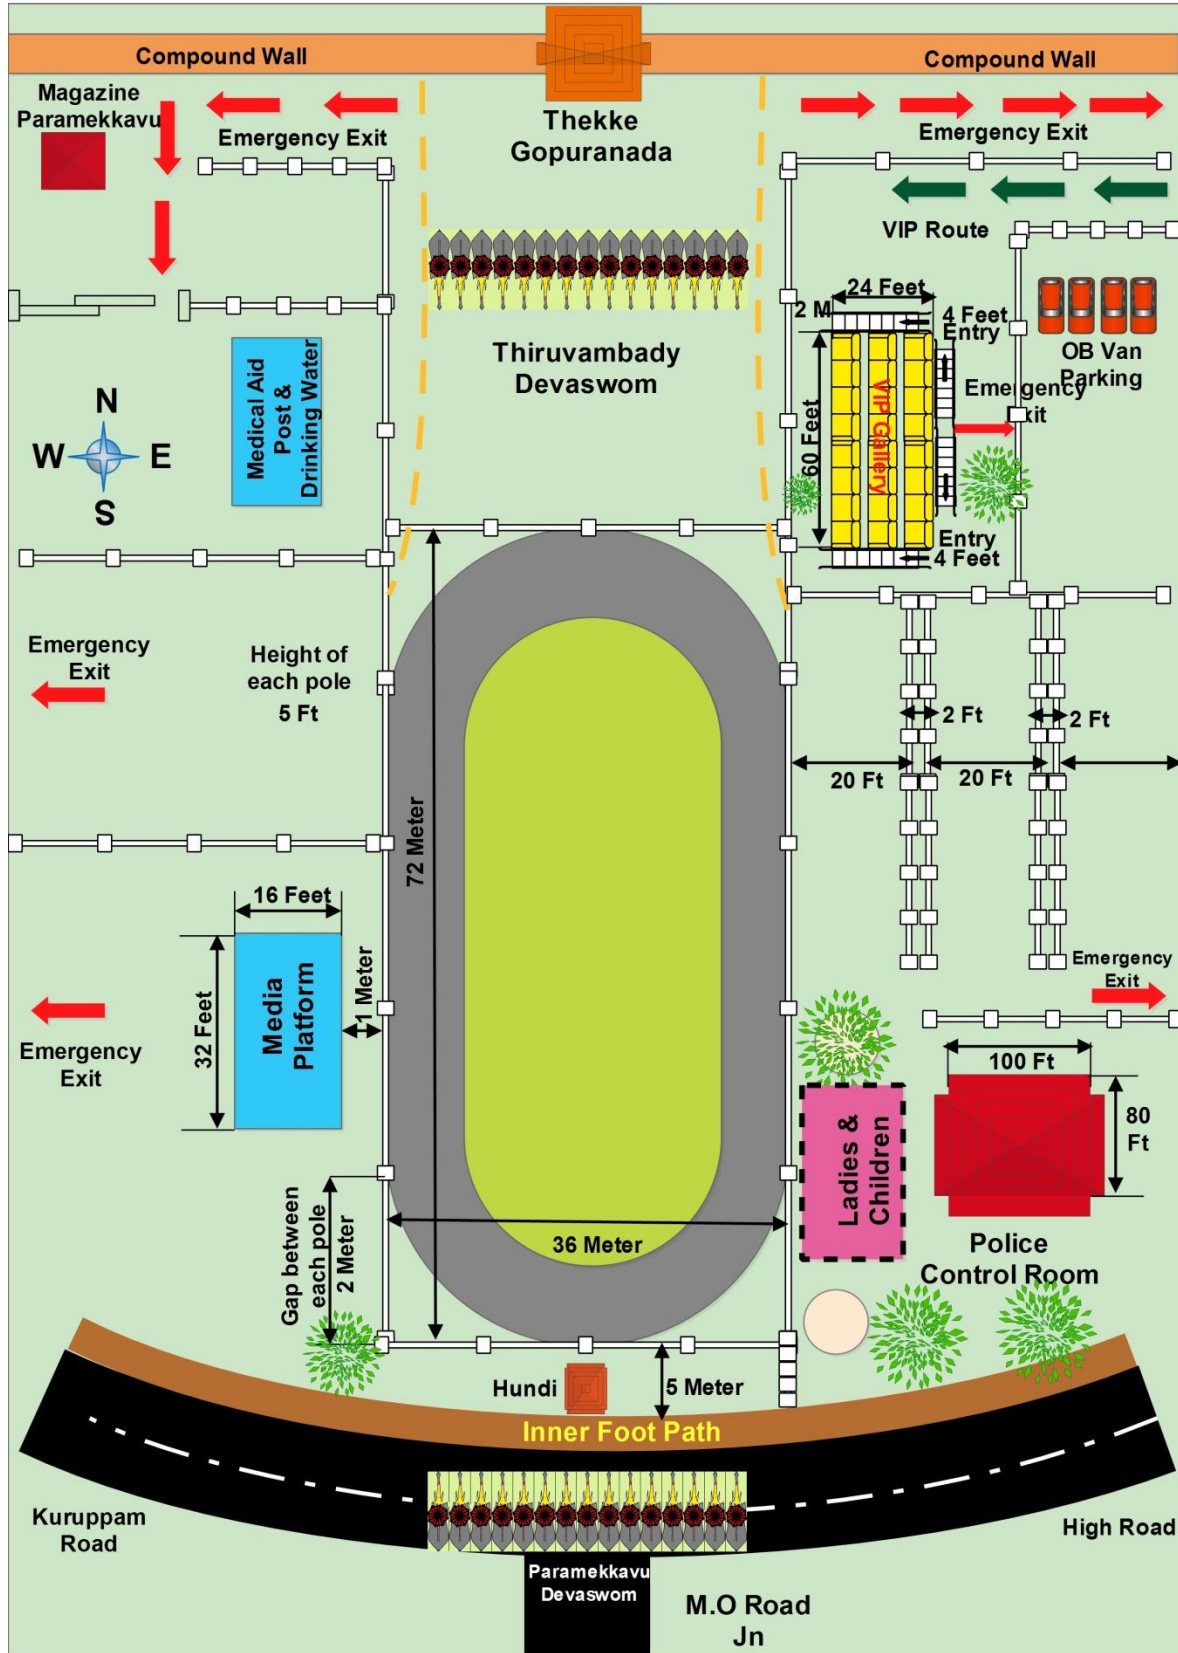 Compound Wall
Compound Wall
Magazine
Paramekkavu
Emergency Exit
Thekke
Gopuranada
Emergency Exit
VIP Route
24 Feet
2 M
4 Feet
Entry
OB Van
Parking
Thiruvambady
Devaswom
Medical Aid
Post &
Drinking Water
N
W
E
S
60 Feet
VIP Gallery
Emergency
Exit
Entry
4 Feet
Emergency
Exit
Height of
each pole
5 Ft
2 Ft
2 Ft
20 Ft
20 Ft
72 Meter
16 Feet
32 Feet
Media
Platform
1 Meter
Emergency
Exit
Emergency
Exit
100 Ft
80
Ft
Ladies &
Children
Police
Control Room
Gap between
each pole
2 Meter
36 Meter
Hundi
5 Meter
Inner Foot Path
Kuruppam
Road
High Road
Paramekkavu
Devaswom
M.O Road
Jn